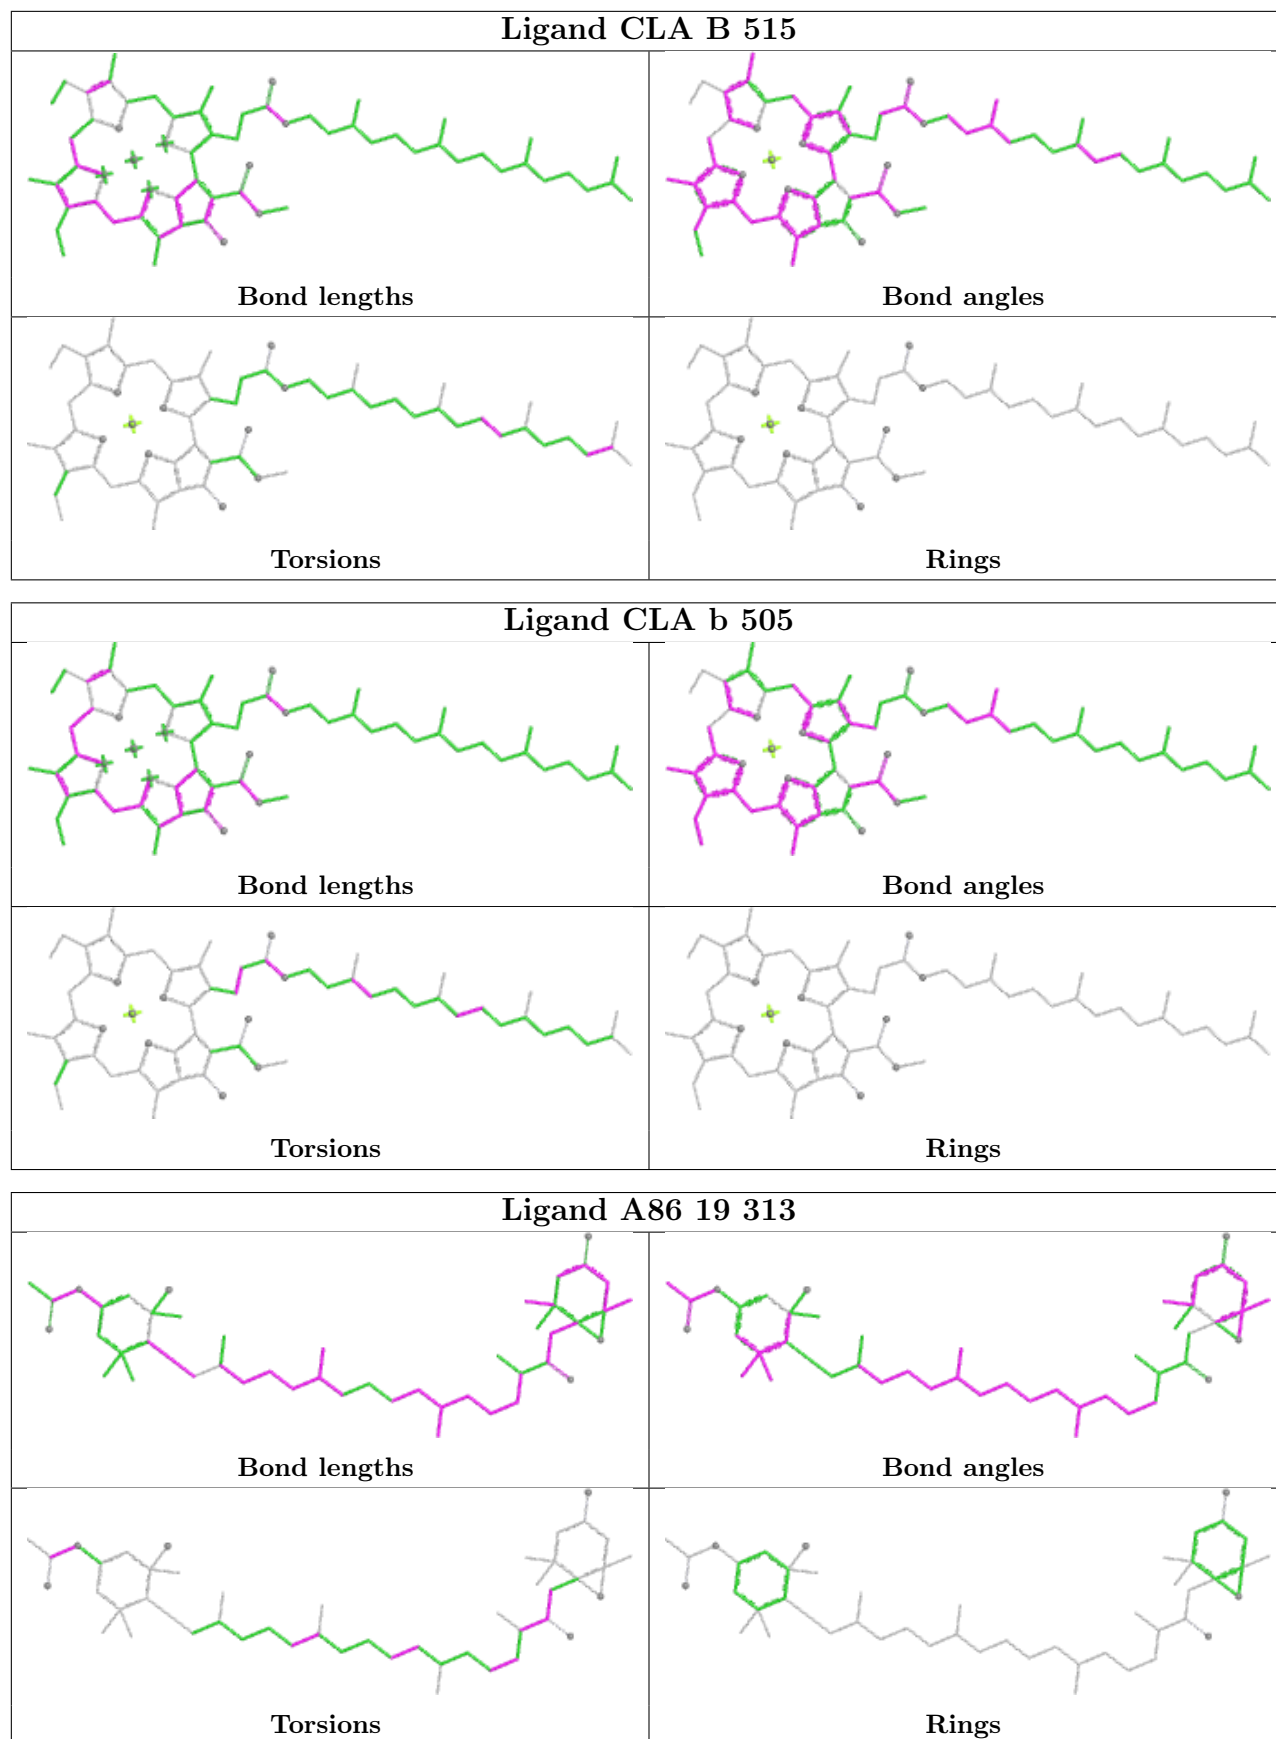 Ligand CLA B 515
Bond lengths
Bond angles
Torsions
Rings
Ligand CLA b 505
Bond lengths
Bond angles
Torsions
Rings
Ligand A86 19 313
Bond lengths
Bond angles
Torsions
Rings